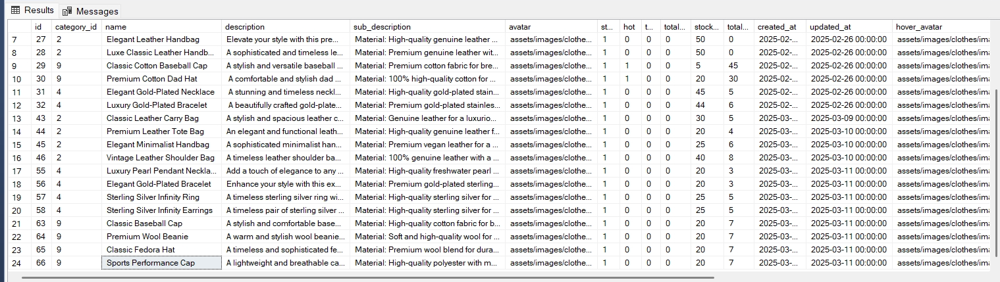 Results Messages
id category_id name description sub_description avatar st... hot t... total... stock... total... created_at updated_at hover_avatar
7 27 2 Elegant Leather Handbag Elevate your style with this pre... Material: High-quality genuine leather ... assets/images/clothe... 1 0 0 0 50 0 2025-02-... 2025-02-26 00:00:00 assets/images/clothes/ima
8 28 2 Luxe Classic Leather Handb... A sophisticated and timeless le... Material: Premium genuine leather wit... assets/images/clothe... 1 0 0 0 50 0 2025-02-... 2025-02-26 00:00:00 assets/images/clothes/ima
9 29 9 Classic Cotton Baseball Cap A stylish and versatile baseball ... Material: Premium cotton fabric for bre... assets/images/clothe... 1 1 0 0 5 45 2025-02-... 2025-02-26 00:00:00 assets/images/clothes/ima
10 30 9 Premium Cotton Dad Hat A comfortable and stylish dad ... Material: 100% high-quality cotton for ... assets/images/clothe... 1 1 0 0 20 30 2025-02-... 2025-02-26 00:00:00 assets/images/clothes/ima
11 31 4 Elegant Gold-Plated Necklace A stunning and timeless neckl... Material: High-quality gold-plated stain... assets/images/clothe... 1 0 0 0 45 5 2025-02-... 2025-02-26 00:00:00 assets/images/clothes/ima
12 32 4 Luxury Gold-Plated Bracelet A beautifully crafted gold-plate... Material: Premium gold-plated stainles... assets/images/clothe... 1 0 0 0 44 6 2025-02-... 2025-02-26 00:00:00 assets/images/clothes/ima
13 43 2 Classic Leather Carry Bag A stylish and spacious leather c... Material: Genuine leather for a luxurio... assets/images/clothe... 1 0 0 0 30 5 2025-03-... 2025-03-09 00:00:00 assets/images/clothes/ima
14 44 2 Premium Leather Tote Bag An elegant and functional leath... Material: High-quality genuine leather f... assets/images/clothe... 1 0 0 0 20 4 2025-03-... 2025-03-10 00:00:00 assets/images/clothes/ima
15 45 2 Elegant Minimalist Handbag A sophisticated minimalist han... Material: Premium vegan leather for a ... assets/images/clothe... 1 0 0 0 25 6 2025-03-... 2025-03-10 00:00:00 assets/images/clothes/ima
16 46 2 Vintage Leather Shoulder Bag A timeless leather shoulder ba... Material: 100% genuine leather with a ... assets/images/clothe... 1 0 0 0 40 8 2025-03-... 2025-03-10 00:00:00 assets/images/clothes/ima
17 55 4 Luxury Pearl Pendant Neckla... Add a touch of elegance to any ... Material: High-quality freshwater pearl ... assets/images/clothe... 1 0 0 0 20 3 2025-03-... 2025-03-11 00:00:00 assets/images/clothes/ima
18 56 4 Elegant Gold-Plated Bracelet Enhance your style with this ex... Material: Premium gold-plated sterling... assets/images/clothe... 1 0 0 0 20 3 2025-03-... 2025-03-11 00:00:00 assets/images/clothes/ima
19 57 4 Sterling Silver Infinity Ring A timeless sterling silver ring wi... Material: High-quality sterling silver for ... assets/images/clothe... 1 0 0 0 25 5 2025-03-... 2025-03-11 00:00:00 assets/images/clothes/ima
20 58 4 Sterling Silver Infinity Earrings A timeless pair of sterling silver ... Material: High-quality sterling silver for ... assets/images/clothe... 1 0 0 0 25 5 2025-03-... 2025-03-11 00:00:00 assets/images/clothes/ima
21 63 9 Classic Baseball Cap A stylish and comfortable base... Material: High-quality cotton fabric for b... assets/images/clothe... 1 0 0 0 20 7 2025-03-... 2025-03-11 00:00:00 assets/images/clothes/ima
22 64 9 Premium Wool Beanie A warm and stylish wool beanie... Material: Soft and high-quality wool for ... assets/images/clothe... 1 0 0 0 20 7 2025-03-... 2025-03-11 00:00:00 assets/images/clothes/ima
23 65 9 Classic Fedora Hat A timeless and sophisticated fe... Material: Premium wool blend for dura... assets/images/clothe... 1 0 0 0 20 7 2025-03-... 2025-03-11 00:00:00 assets/images/clothes/ima
24 66 9 Sports Performance Cap A lightweight and breathable ca... Material: High-quality polyester with m... assets/images/clothe... 1 0 0 0 20 7 2025-03-... 2025-03-11 00:00:00 assets/images/clothes/ima